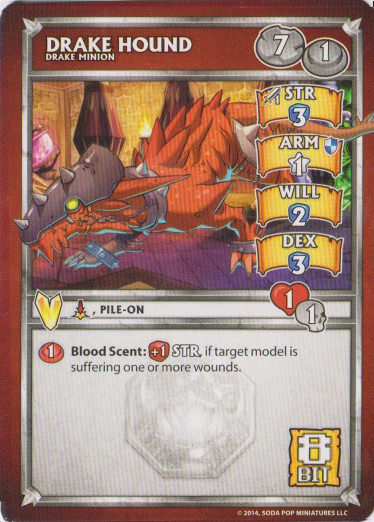 DRAKE HOUND
DRAKE MINION
7
1
STR
3
ARM
1
WILL
2
DEX
3
1
1
, PILE-ON
1 Blood Scent: +1 STR, if target model is
suffering one or more wounds.
8
BIT
© 2014, SODA POP MINIATURES LLC